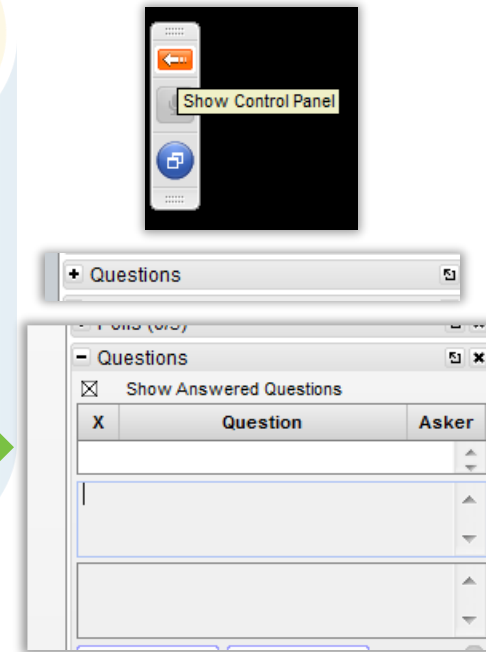 Show Control Panel
Questions
Questions
Show Answered Questions
X Question Asker